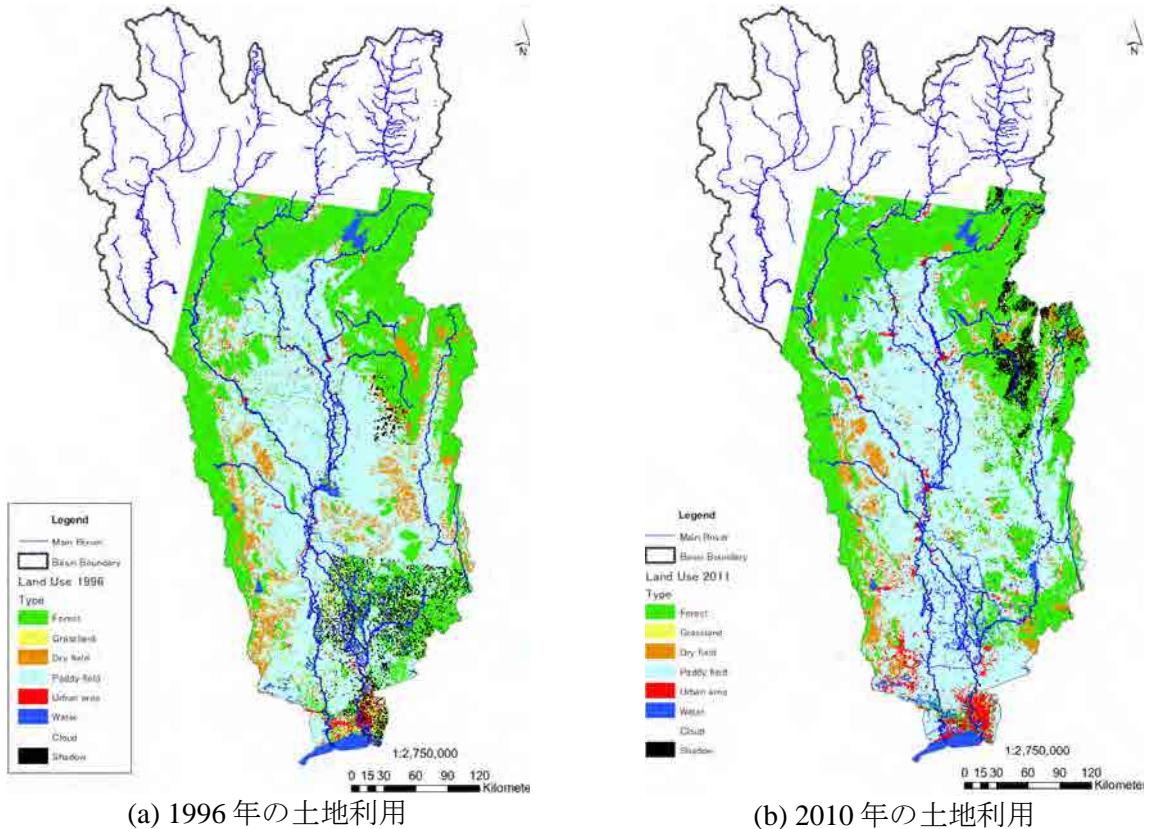 N
Legend
Main River
Basin Boundary
Land Use 1996
Type
Forest
Grassland
Dry field
Paddy field
Urban area
Water
Cloud
Shadow
1:2,750,000
0 15 30 60 90 120
Kilomete
(a) 1996 年の土地利用
N
Legend
Main River
Basin Boundary
Land Use 2011
Type
Forest
Grassland
Dry field
Paddy field
Urban area
Water
Cloud
Shadow
1:2,750,000
0 15 30 60 90 120
Kilomete
(b) 2010 年の土地利用